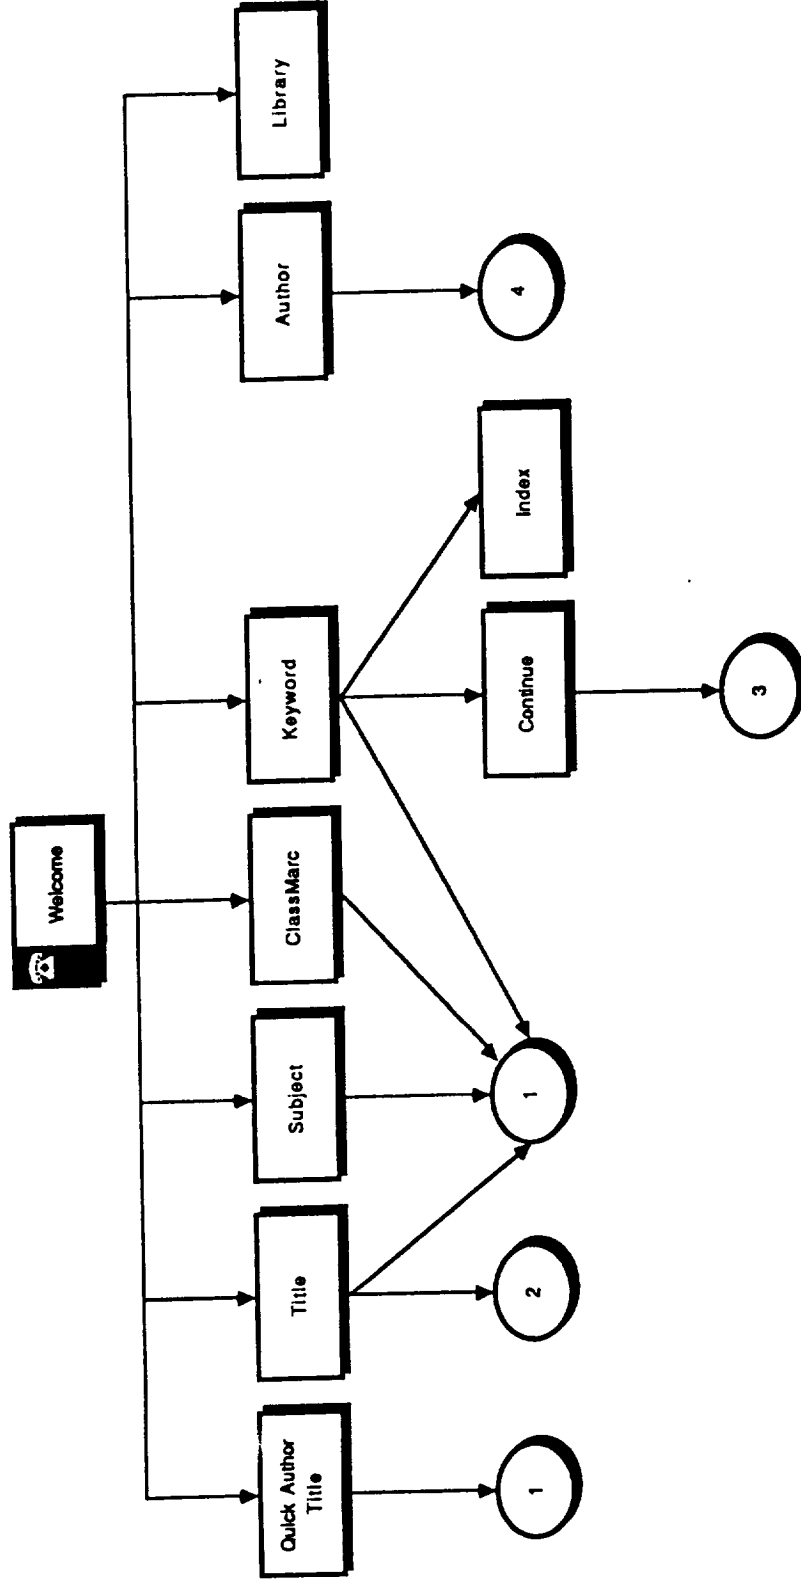 Welcome
Quick Author
Title
Title
Subject
ClassMarc
Keyword
Author
Library
1
2
1
Continue
Index
4
3